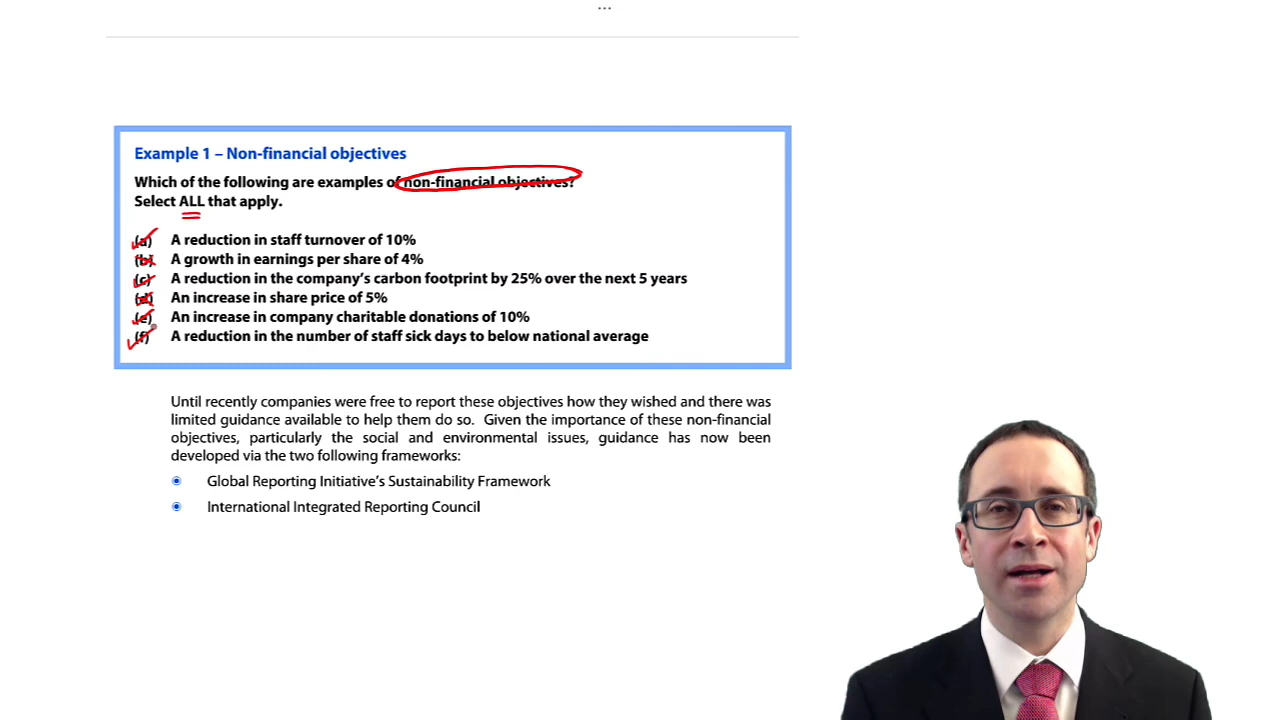 ...
Example 1 – Non-financial objectives
Which of the following are examples of non-financial objectives?
Select ALL that apply.
(a) A reduction in staff turnover of 10%
(b) A growth in earnings per share of 4%
(c) A reduction in the company's carbon footprint by 25% over the next 5 years
(d) An increase in share price of 5%
(e) An increase in company charitable donations of 10%
(f) A reduction in the number of staff sick days to below national average
Until recently companies were free to report these objectives how they wished and there was
limited guidance available to help them do so. Given the importance of these non-financial
objectives, particularly the social and environmental issues, guidance has now been
developed via the two following frameworks:
Global Reporting Initiative's Sustainability Framework
International Integrated Reporting Council